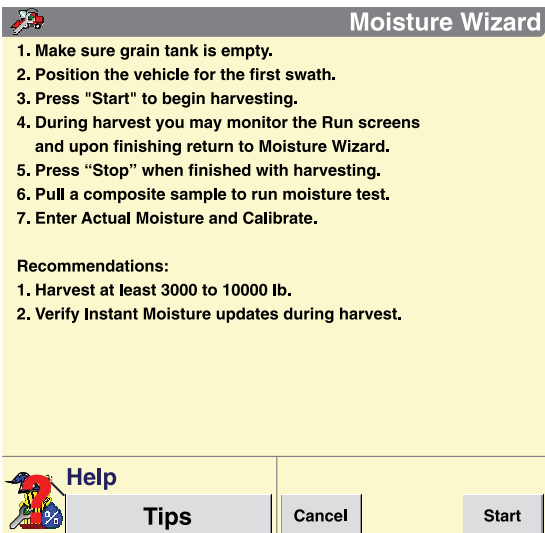 Moisture Wizard
1. Make sure grain tank is empty.
2. Position the vehicle for the first swath.
3. Press "Start" to begin harvesting.
4. During harvest you may monitor the Run screens
and upon finishing return to Moisture Wizard.
5. Press “Stop” when finished with harvesting.
6. Pull a composite sample to run moisture test.
7. Enter Actual Moisture and Calibrate.
Recommendations:
1. Harvest at least 3000 to 10000 lb.
2. Verify Instant Moisture updates during harvest.
Help
? %
Tips
Cancel
Start